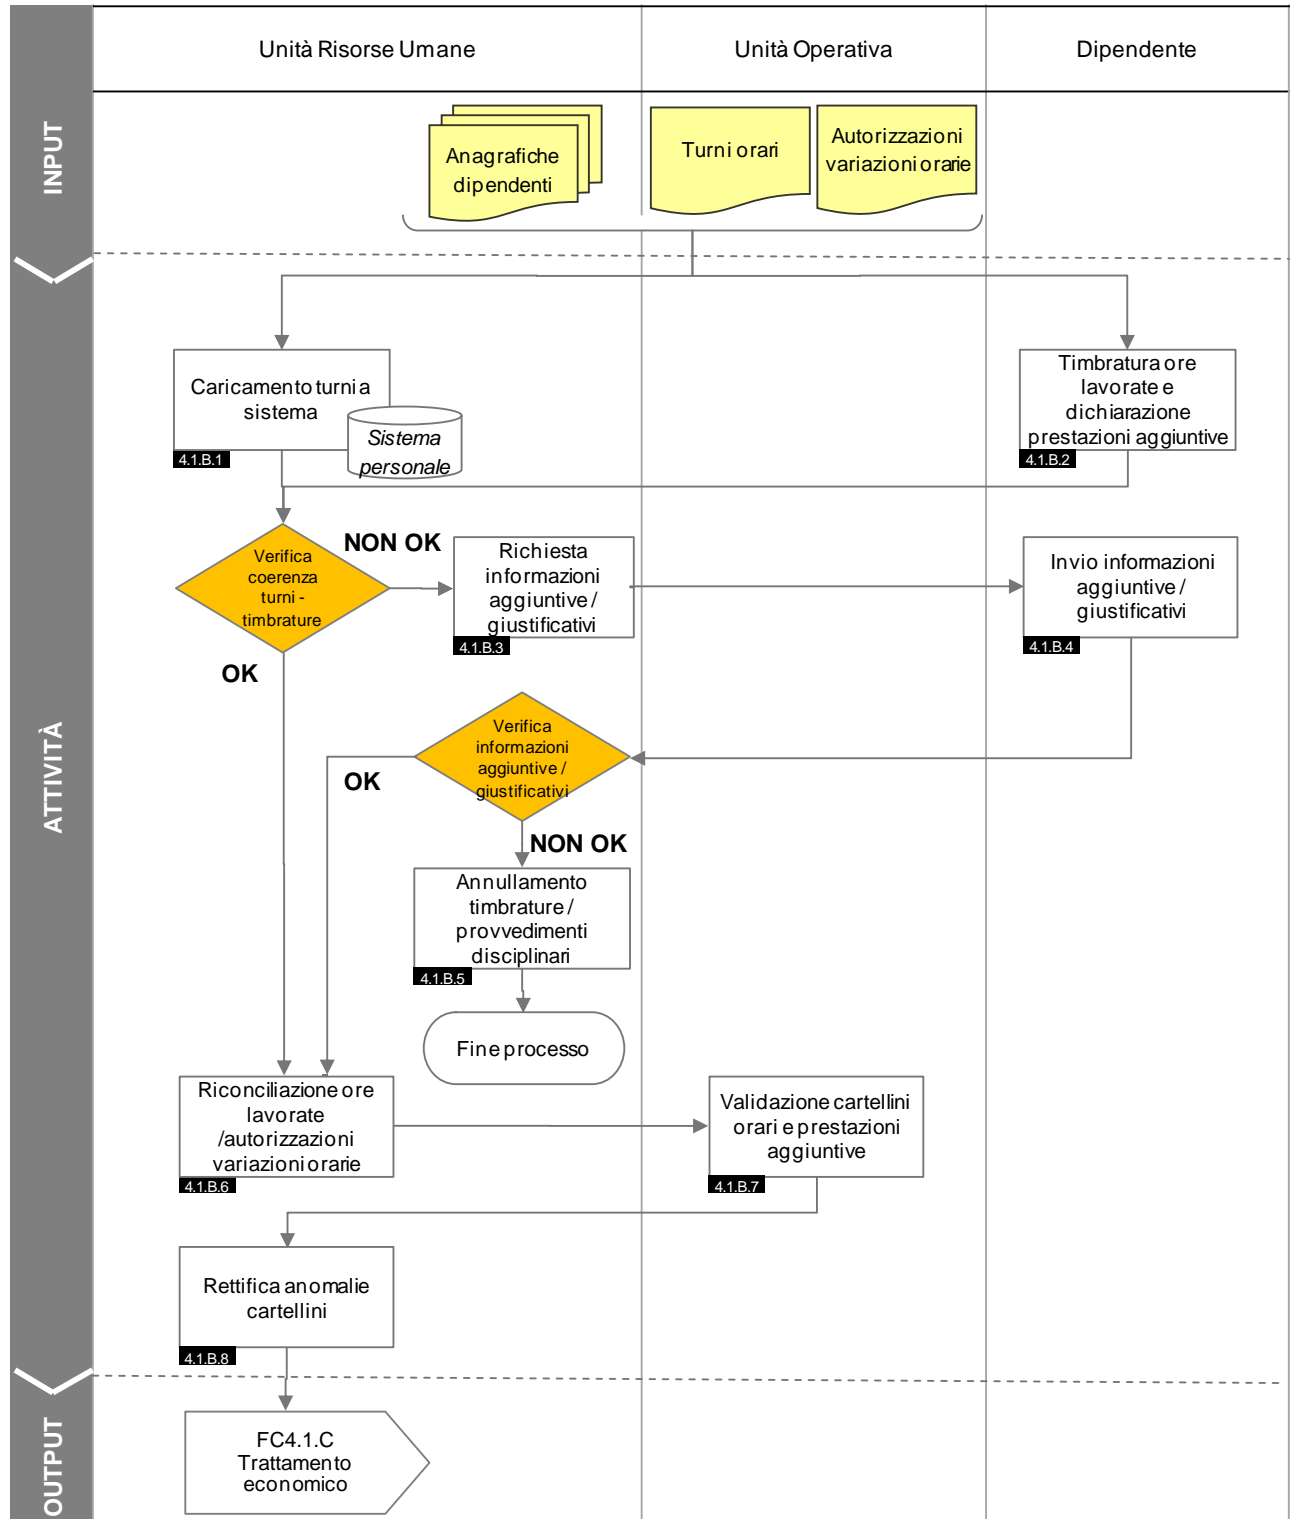 Unità Risorse Umane
Unità Operativa
Dipendente
INPUT
Anagrafiche
dipendenti
Turni orari
Autorizzazioni
variazioni orarie
ATTIVITÀ
Caricamento turni a
sistema
Sistema
personale
4.1.B.1
Timbratura ore
lavorate e
dichiarazione
prestazioni aggiuntive
4.1.B.2
Verifica
coerenza
turni -
timbrature
NON OK
OK
Richiesta
informazioni
aggiuntive /
giustificativi
4.1.B.3
Invio informazioni
aggiuntive /
giustificativi
4.1.B.4
Verifica
informazioni
aggiuntive /
giustificativi
OK
NON OK
Annullamento
timbrature /
provvedimenti
disciplinari
4.1.B.5
Fine processo
Riconciliazione ore
lavorate
/autorizzazioni
variazioni orarie
4.1.B.6
Validazione cartellini
orari e prestazioni
aggiuntive
4.1.B.7
Rettifica anomalie
cartellini
4.1.B.8
OUTPUT
FC4.1.C
Trattamento
economico